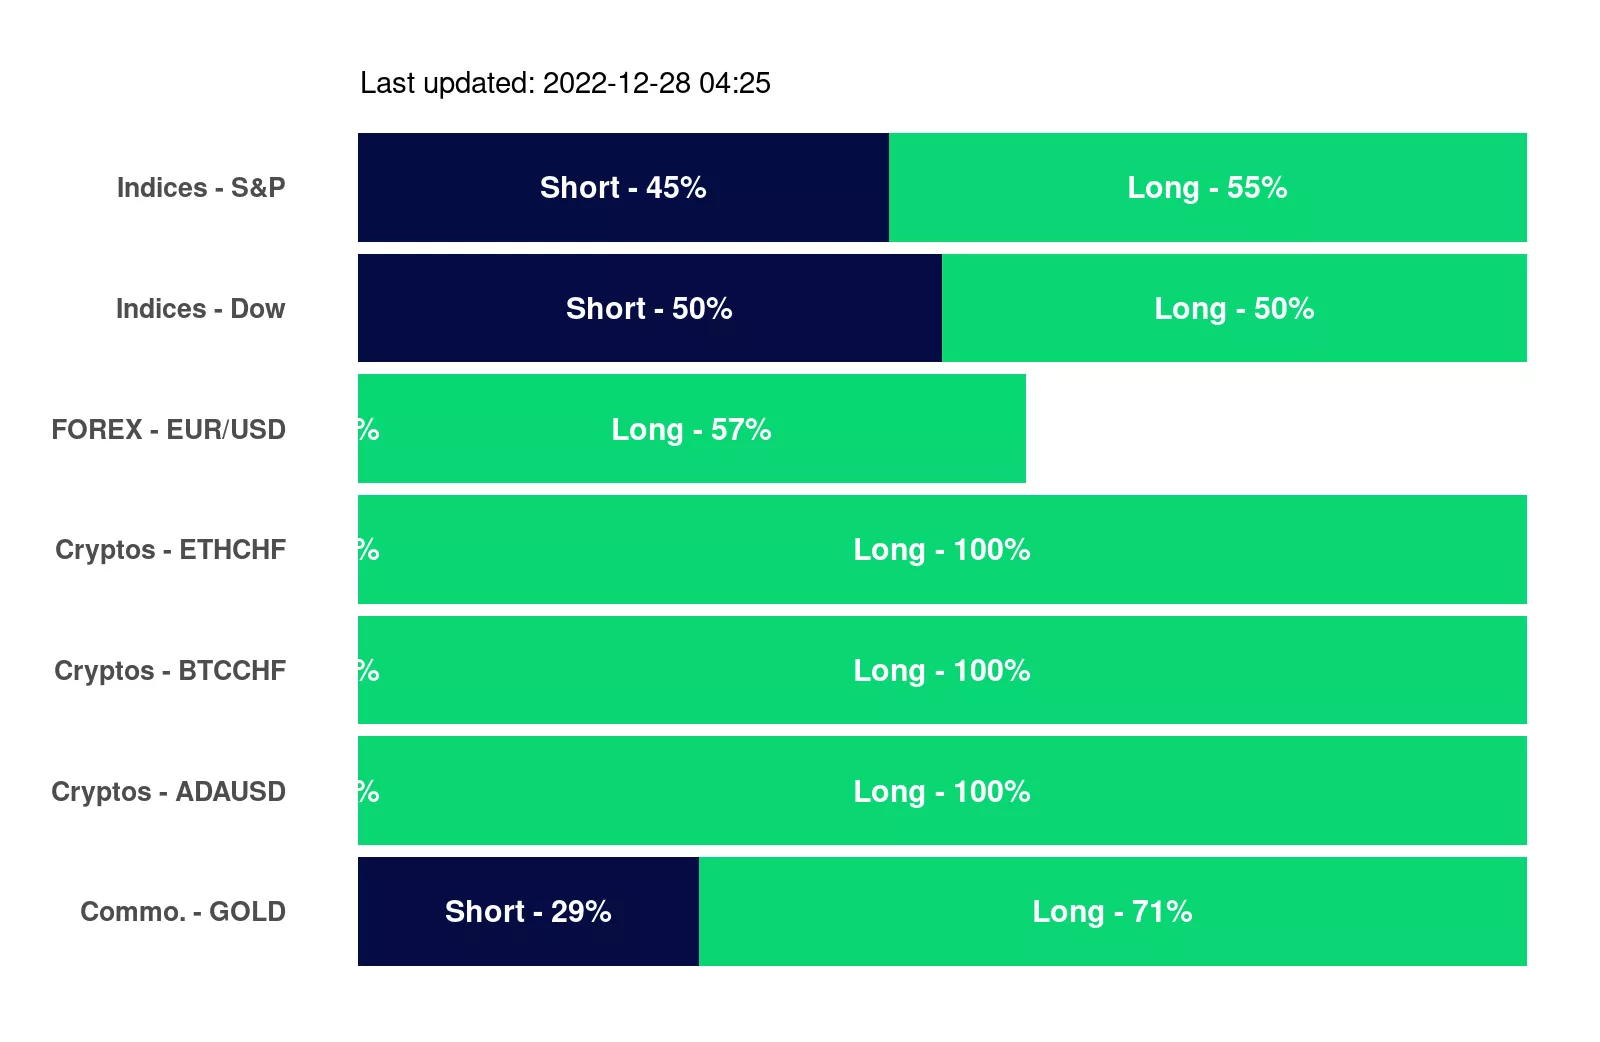 Last updated: 2022-12-28 04:25
Indices - S&P Short - 45% Long - 55%
Indices - Dow Short - 50% Long - 50%
FOREX - EUR/USD % Long - 57%
Cryptos - ETHCHF % Long - 100%
Cryptos - BTCCHF % Long - 100%
Cryptos - ADAUSD % Long - 100%
Commo. - GOLD Short - 29% Long - 71%